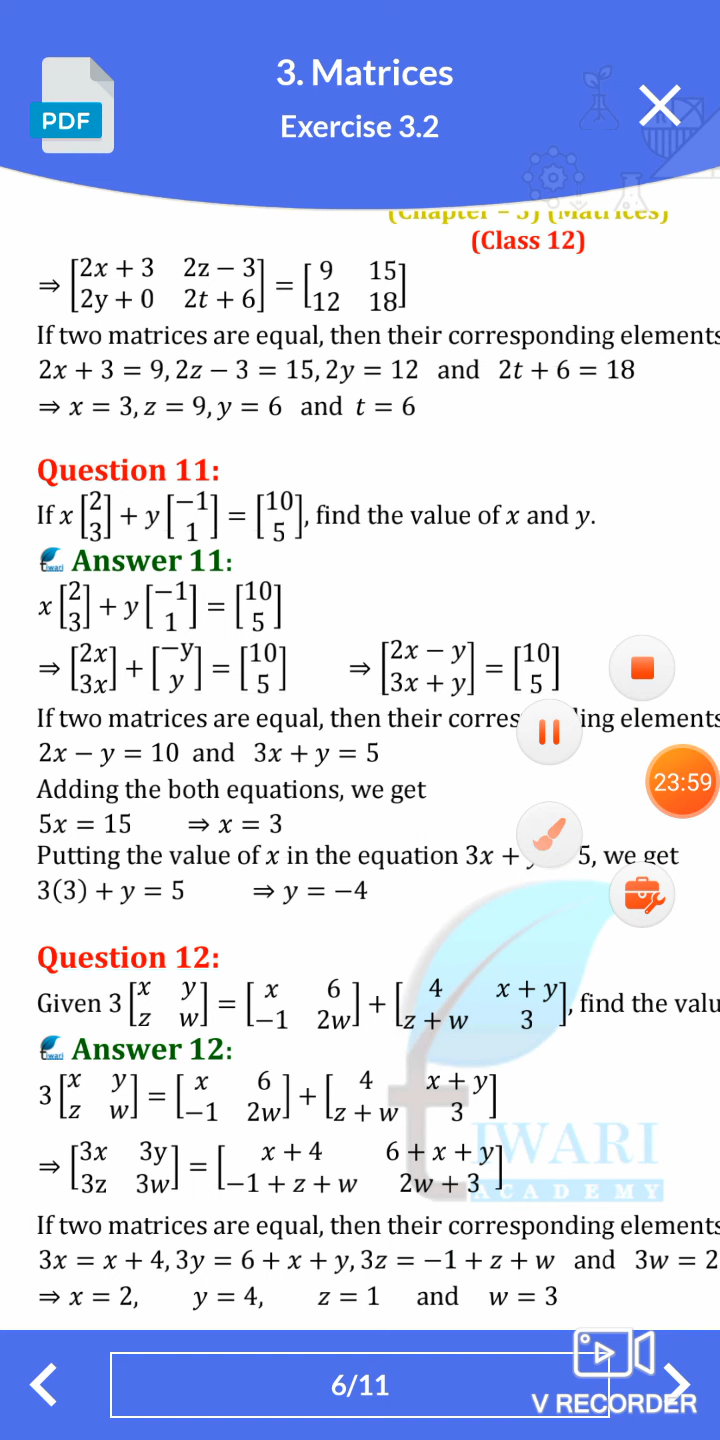 PDF
3. Matrices
Exercise 3.2
(Chapter – 3) (Matrices)
(Class 12)
⇒ [2x + 3 2z − 3] = [9 15]
[2y + 0 2t + 6] [12 18]
If two matrices are equal, then their corresponding elements
2x + 3 = 9, 2z − 3 = 15, 2y = 12 and 2t + 6 = 18
⇒ x = 3, z = 9, y = 6 and t = 6
Question 11:
If x [2 3] + y [−1 1] = [10 5], find the value of x and y.
Answer 11:
x [2 3] + y [−1 1] = [10 5]
⇒ [2x 3x] + [−y y] = [10 5] ⇒ [2x − y 3x + y] = [10 5]
If two matrices are equal, then their corres ing elements
2x − y = 10 and 3x + y = 5
23:59
Adding the both equations, we get
5x = 15 ⇒ x = 3
Putting the value of x in the equation 3x + 5, we get
3(3) + y = 5 ⇒ y = −4
Question 12:
Given 3 [x y] = [x 6] + [4 x + y], find the valu
[z w] [−1 2w] [z + w 3]
Answer 12:
3 [x y] = [x 6] + [4 x + y]
[z w] [−1 2w] [z + w 3]
⇒ [3x 3y] = [x + 4 6 + x + y]
[3z 3w] [−1 + z + w 2w + 3]
TIWARI
ACADEMY
If two matrices are equal, then their corresponding elements
3x = x + 4, 3y = 6 + x + y, 3z = −1 + z + w and 3w = 2
⇒ x = 2, y = 4, z = 1 and w = 3
6/11
V RECORDER